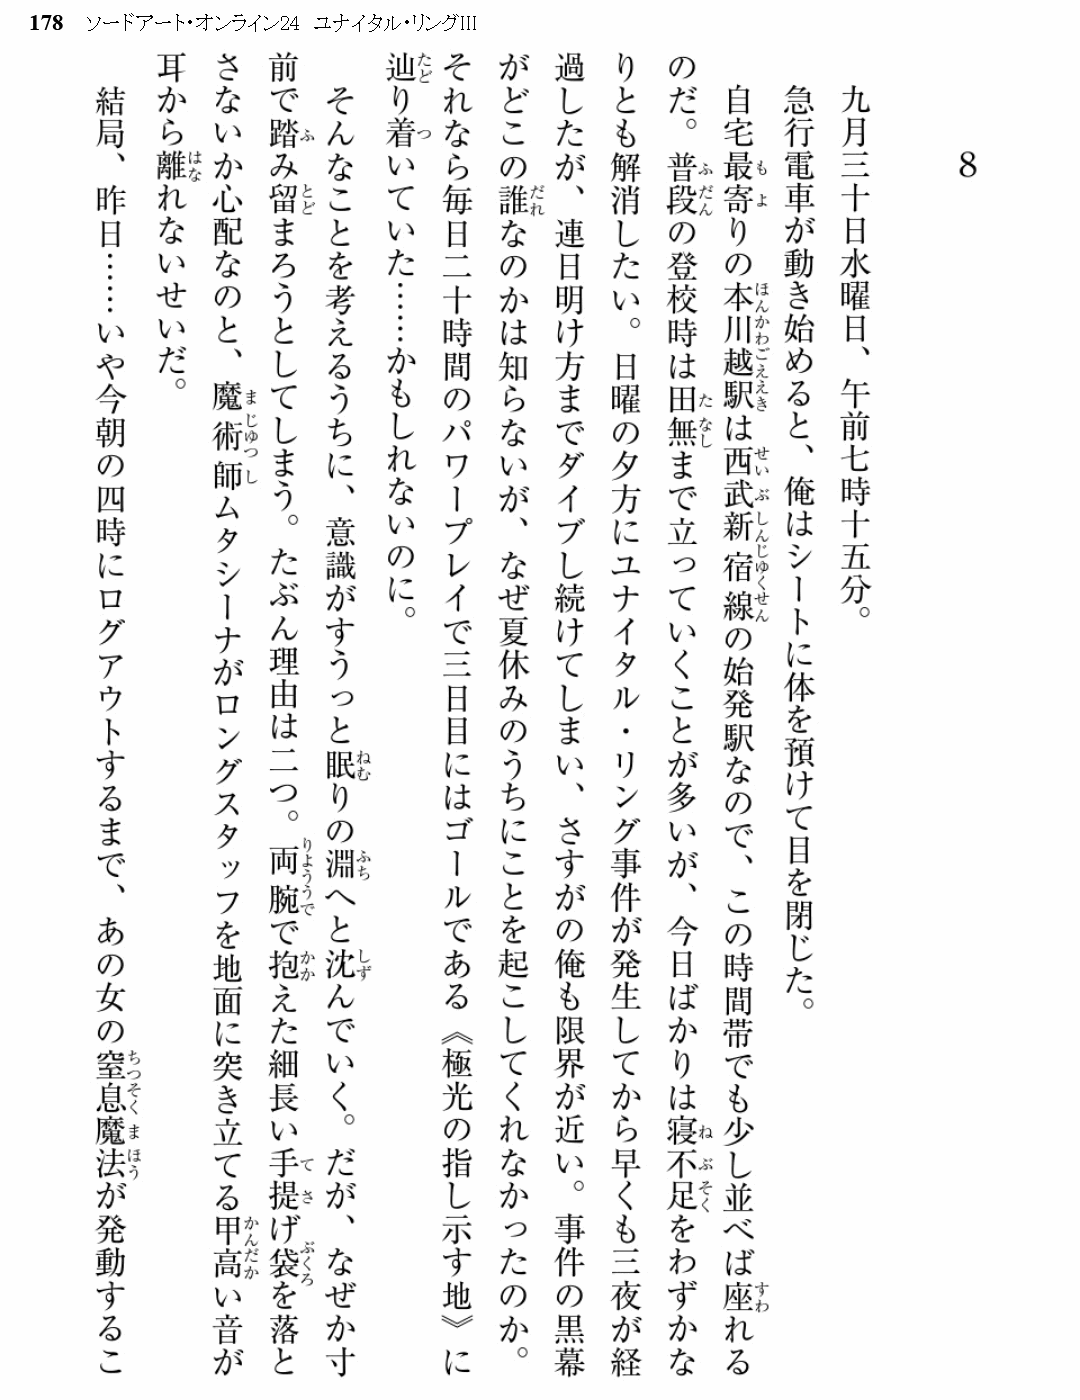 178 ソードアート・オンライン24 ユナイタル・リングIII
8
九月三十日水曜日、午前七時十五分。
急行電車が動き始めると、俺はシートに体を預けて目を閉じた。
自宅最寄りの本川越駅は西武新宿線の始発駅なので、この時間帯でも少し並べば座れる
のだ。普段の登校時は田無まで立っていくことが多いが、今日ばかりは寝不足をわずかな
りとも解消したい。日曜の夕方にユナイタル・リング事件が発生してから早くも三夜が経
過したが、連日明け方までダイブし続けてしまい、さすがの俺も限界が近い。事件の黒幕
がどこの誰なのかは知らないが、なぜ夏休みのうちにことを起こしてくれなかったのか。
それなら毎日二十時間のパワープレイで三日目にはゴールである《極光の指し示す地》に
辿り着いていた……かもしれないのに。
そんなことを考えるうちに、意識がすうっと眠りの淵へと沈んでいく。だが、なぜか寸
前で踏み留まろうとしてしまう。たぶん理由は二つ。両腕で抱えた細長い手提げ袋を落と
さないか心配なのと、魔術師ムタシーナがロングスタッフを地面に突き立てる甲高い音が
耳から離れないせいだ。
結局、昨日……いや今朝の四時にログアウトするまで、あの女の窒息魔法が発動するこ